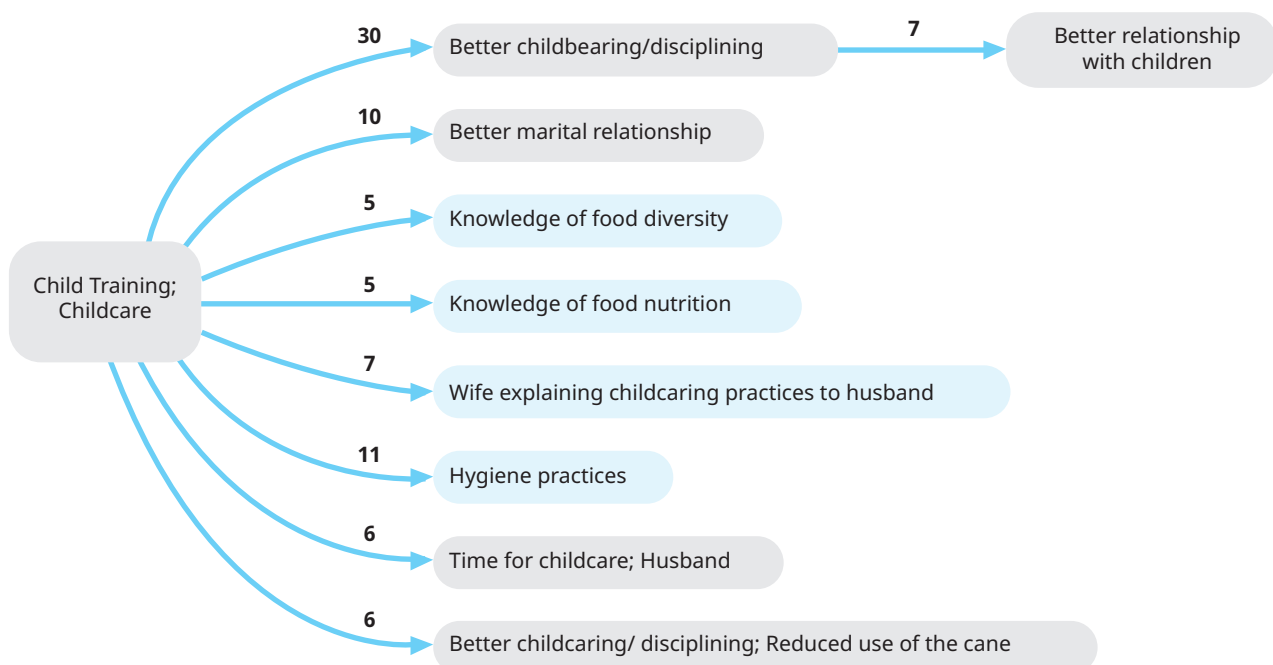 30
Better childbearing/disciplining
7
Better relationship
with children
10
Better marital relationship
5
Knowledge of food diversity
Child Training;
Childcare
5
Knowledge of food nutrition
7
Wife explaining childcaring practices to husband
11
Hygiene practices
6
Time for childcare; Husband
6
Better childcaring/ disciplining; Reduced use of the cane